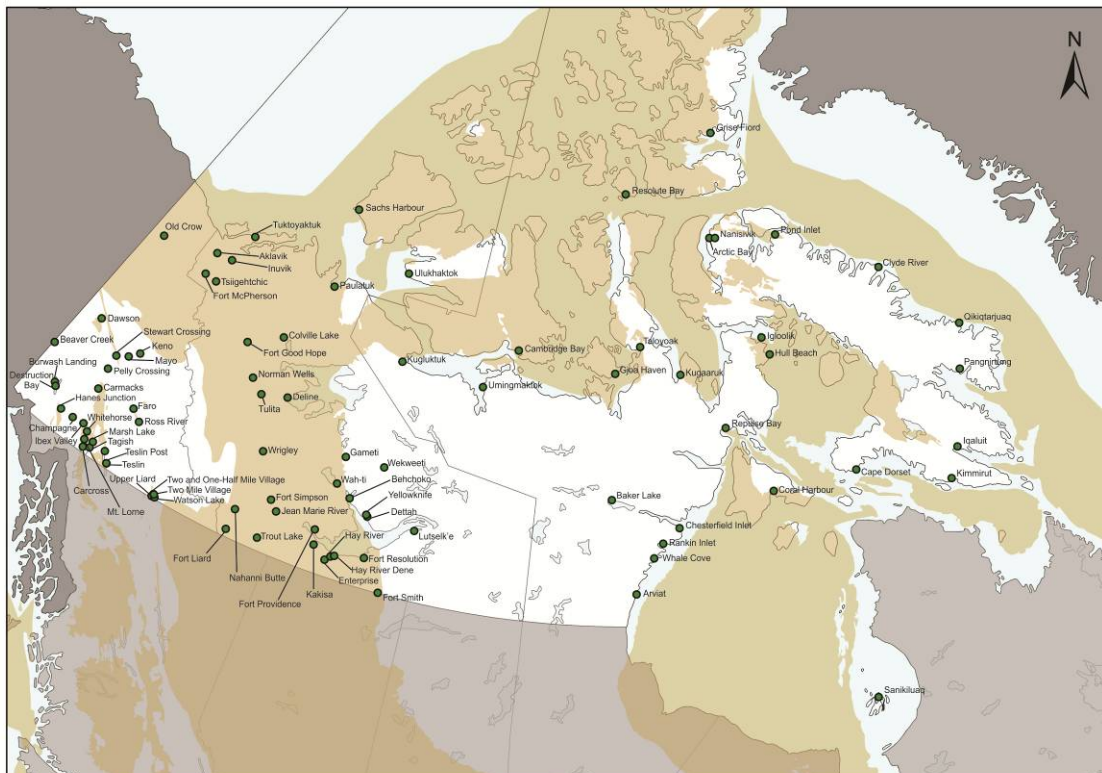 N
Grise Fiord
Resolute Bay
Sachs Harbour
Old Crow
Tuktoyaktuk
Nanisivik
Pond Inlet
Arctic Bay
Aklavik
Inuvik
Clyde River
Ulukhaktok
Tsiigehtchic
Paulatuk
Fort McPherson
Dawson
Qikiqtarjuaq
Stewart Crossing
Beaver Creek
Colville Lake
Igloolik
Keno
Fort Good Hope
Cambridge Bay
Taloyoak
Hull Beach
Burwash Landing
Mayo
Kugluktuk
Pangnirtung
Pelly Crossing
Gjoa Haven
Kugaaruk
Destruction
Bay
Norman Wells
Umingmaktok
Carmacks
Deline
Hanes Junction
Faro
Tulita
Whitehorse
Ross River
Champagne
Repulse Bay
Marsh Lake
Ibex Valley
Tagish
Iqaluit
Teslin Post
Wrigley
Gameti
Teslin
Wekweeti
Cape Dorset
Kimmirut
Upper Liard
Two and One-Half Mile Village
Wah-ti
Behchoko
Carcross
Two Mile Village
Coral Harbour
Watson Lake
Fort Simpson
Yellowknife
Baker Lake
Mt. Lorne
Jean Marie River
Dettah
Chesterfield Inlet
Trout Lake
Hay River
Lutselk'e
Rankin Inlet
Fort Liard
Fort Resolution
Whale Cove
Hay River Dene
Nahanni Butte
Enterprise
Kakisa
Fort Smith
Arviat
Fort Providence
Sanikiluaq